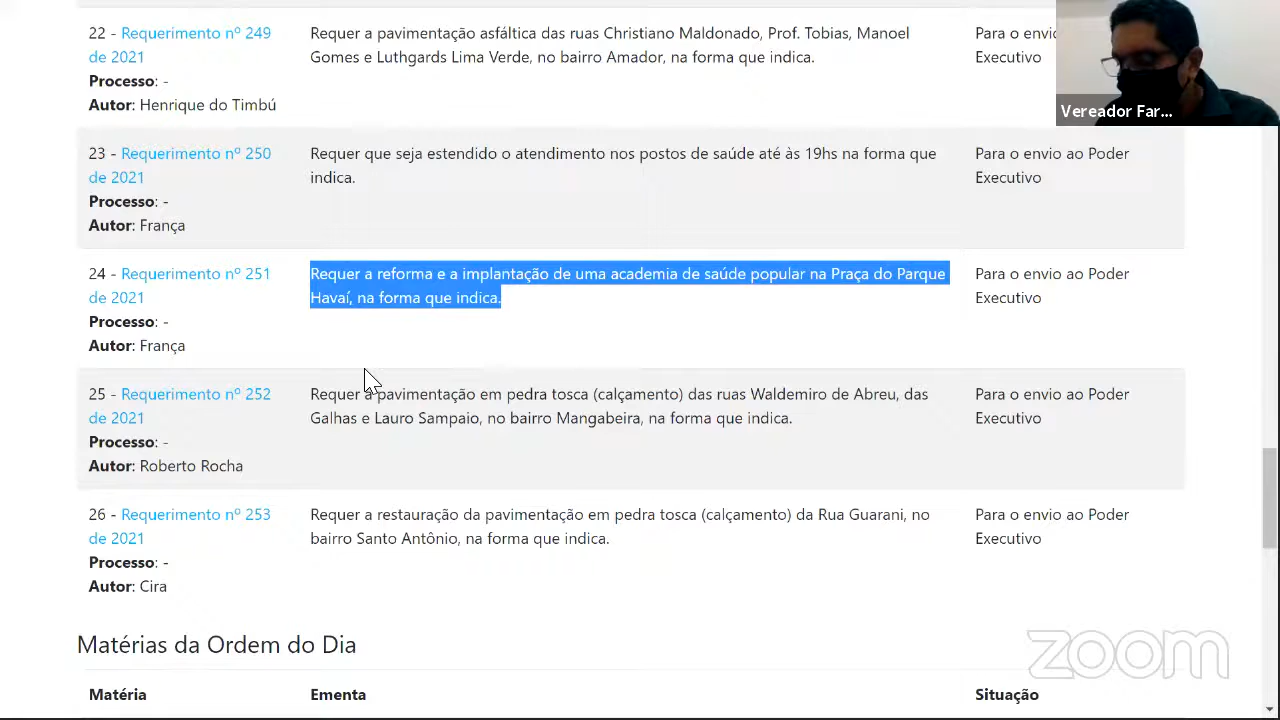 22 - Requerimento nº 249 de 2021
Processo: -
Autor: Henrique do Timbú
Requer a pavimentação asfáltica das ruas Christiano Maldonado, Prof. Tobias, Manoel
Gomes e Luthgards Lima Verde, no bairro Amador, na forma que indica.
Para o
Executivo
Vereador Far...
23 - Requerimento nº 250
de 2021
Processo: -
Autor: França
Requer que seja estendido o atendimento nos postos de saúde até às 19hs na forma que
indica.
Para o envio ao Poder
Executivo
24 - Requerimento nº 251
de 2021
Processo: -
Autor: França
Requer a reforma e a implantação de uma academia de saúde popular na Praça do Parque
Havaí, na forma que indica.
Para o envio ao Poder
Executivo
25 - Requerimento nº 252
de 2021
Processo: -
Autor: Roberto Rocha
Requer a pavimentação em pedra tosca (calçamento) das ruas Waldemiro de Abreu, das
Galhas e Lauro Sampaio, no bairro Mangabeira, na forma que indica.
Para o envio ao Poder
Executivo
26 - Requerimento nº 253
de 2021
Processo: -
Autor: Cira
Requer a restauração da pavimentação em pedra tosca (calçamento) da Rua Guarani, no
bairro Santo Antônio, na forma que indica.
Para o envio ao Poder
Executivo
Matérias da Ordem do Dia
zoom
Matéria
Ementa
Situação